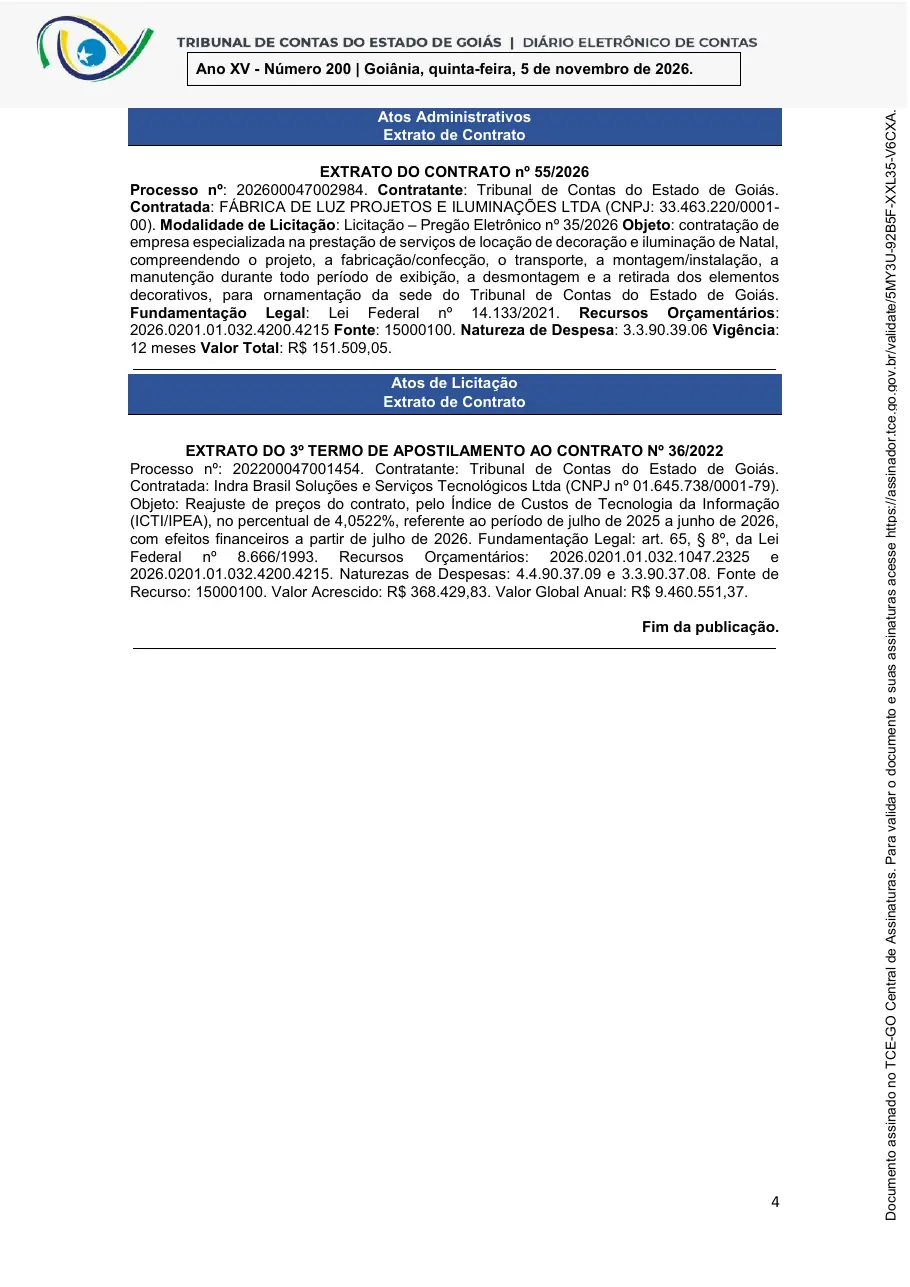 TRIBUNAL DE CONTAS DO ESTADO DE GOIÁS | DIÁRIO ELETRÔNICO DE CONTAS
Ano XV - Número 200 | Goiânia, quinta-feira, 5 de novembro de 2026.
Atos Administrativos
Extrato de Contrato
EXTRATO DO CONTRATO nº 55/2026
Processo nº: 202600047002984. Contratante: Tribunal de Contas do Estado de Goiás.
Contratada: FÁBRICA DE LUZ PROJETOS E ILUMINAÇÕES LTDA (CNPJ: 33.463.220/0001-
00). Modalidade de Licitação: Licitação – Pregão Eletrônico nº 35/2026 Objeto: contratação de
empresa especializada na prestação de serviços de locação de decoração e iluminação de Natal,
compreendendo o projeto, a fabricação/confecção, o transporte, a montagem/instalação, a
manutenção durante todo período de exibição, a desmontagem e a retirada dos elementos
decorativos, para ornamentação da sede do Tribunal de Contas do Estado de Goiás.
Fundamentação Legal: Lei Federal nº 14.133/2021. Recursos Orçamentários:
2026.0201.01.032.4200.4215 Fonte: 15000100. Natureza de Despesa: 3.3.90.39.06 Vigência:
12 meses Valor Total: R$ 151.509,05.
Atos de Licitação
Extrato de Contrato
EXTRATO DO 3º TERMO DE APOSTILAMENTO AO CONTRATO Nº 36/2022
Processo nº: 202200047001454. Contratante: Tribunal de Contas do Estado de Goiás.
Contratada: Indra Brasil Soluções e Serviços Tecnológicos Ltda (CNPJ nº 01.645.738/0001-79).
Objeto: Reajuste de preços do contrato, pelo Índice de Custos de Tecnologia da Informação
(ICTI/IPEA), no percentual de 4,0522%, referente ao período de julho de 2025 a junho de 2026,
com efeitos financeiros a partir de julho de 2026. Fundamentação Legal: art. 65, § 8º, da Lei
Federal nº 8.666/1993. Recursos Orçamentários: 2026.0201.01.032.1047.2325 e
2026.0201.01.032.4200.4215. Naturezas de Despesas: 4.4.90.37.09 e 3.3.90.37.08. Fonte de
Recurso: 15000100. Valor Acrescido: R$ 368.429,83. Valor Global Anual: R$ 9.460.551,37.
Fim da publicação.
4
Documento assinado no TCE-GO Central de Assinaturas. Para validar o documento e suas assinaturas acesse https://assinador.tce.go.gov.br/validate/5MY3U-92B5F-XXL35-V6CXA.